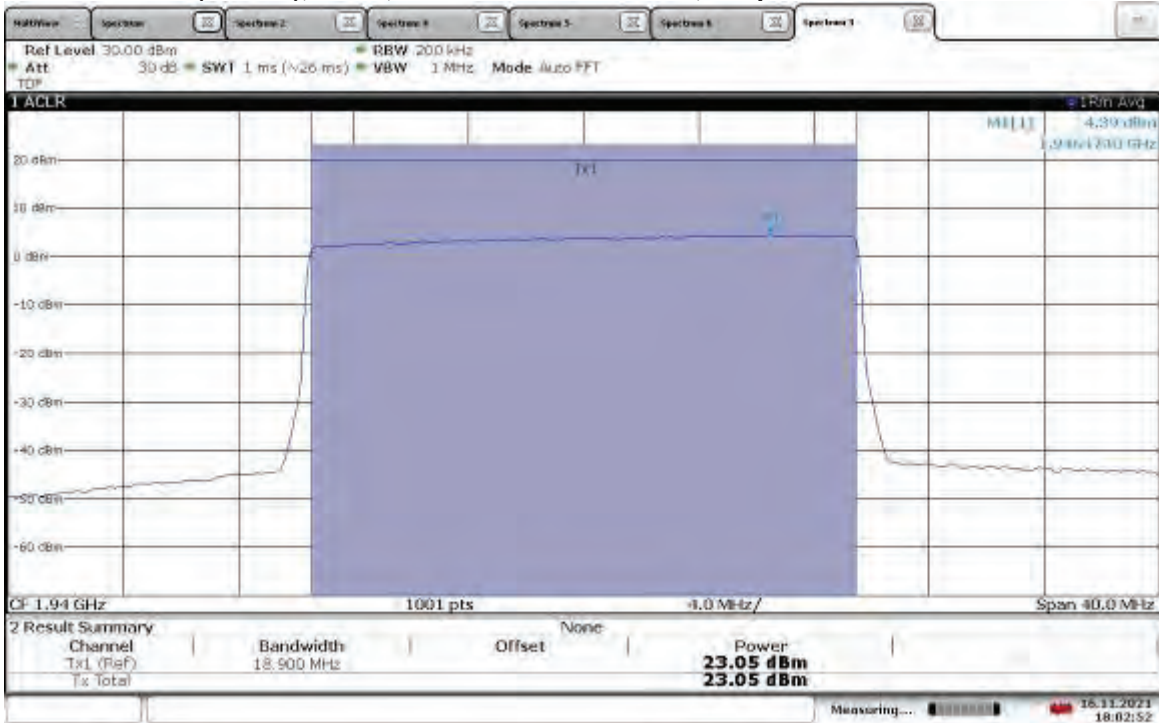 MultiView Spectrum Spectrum 2 Spectrum 4 Spectrum 5 Spectrum 6 Spectrum 3
Ref Level 30.00 dBm RBW 200 kHz
Att 30 dB SWT 1 ms (~26 ms) VBW 1 MHz Mode Auto FFT
TDF
1 ACLR 1Rm Avg
M1[1] 4.39 dBm
GHz
20 dBm
Tx1
10 dBm
M1
0 dBm
-10 dBm
-20 dBm
-30 dBm
-40 dBm
-50 dBm
-60 dBm
CF 1.94 GHz 1001 pts 4.0 MHz/ Span 40.0 MHz
2 Result Summary None
Channel Bandwidth Offset Power
Tx1 (Ref) 18.900 MHz 23.05 dBm
Tx Total 23.05 dBm
Measuring... 16.11.2021
18:02:52